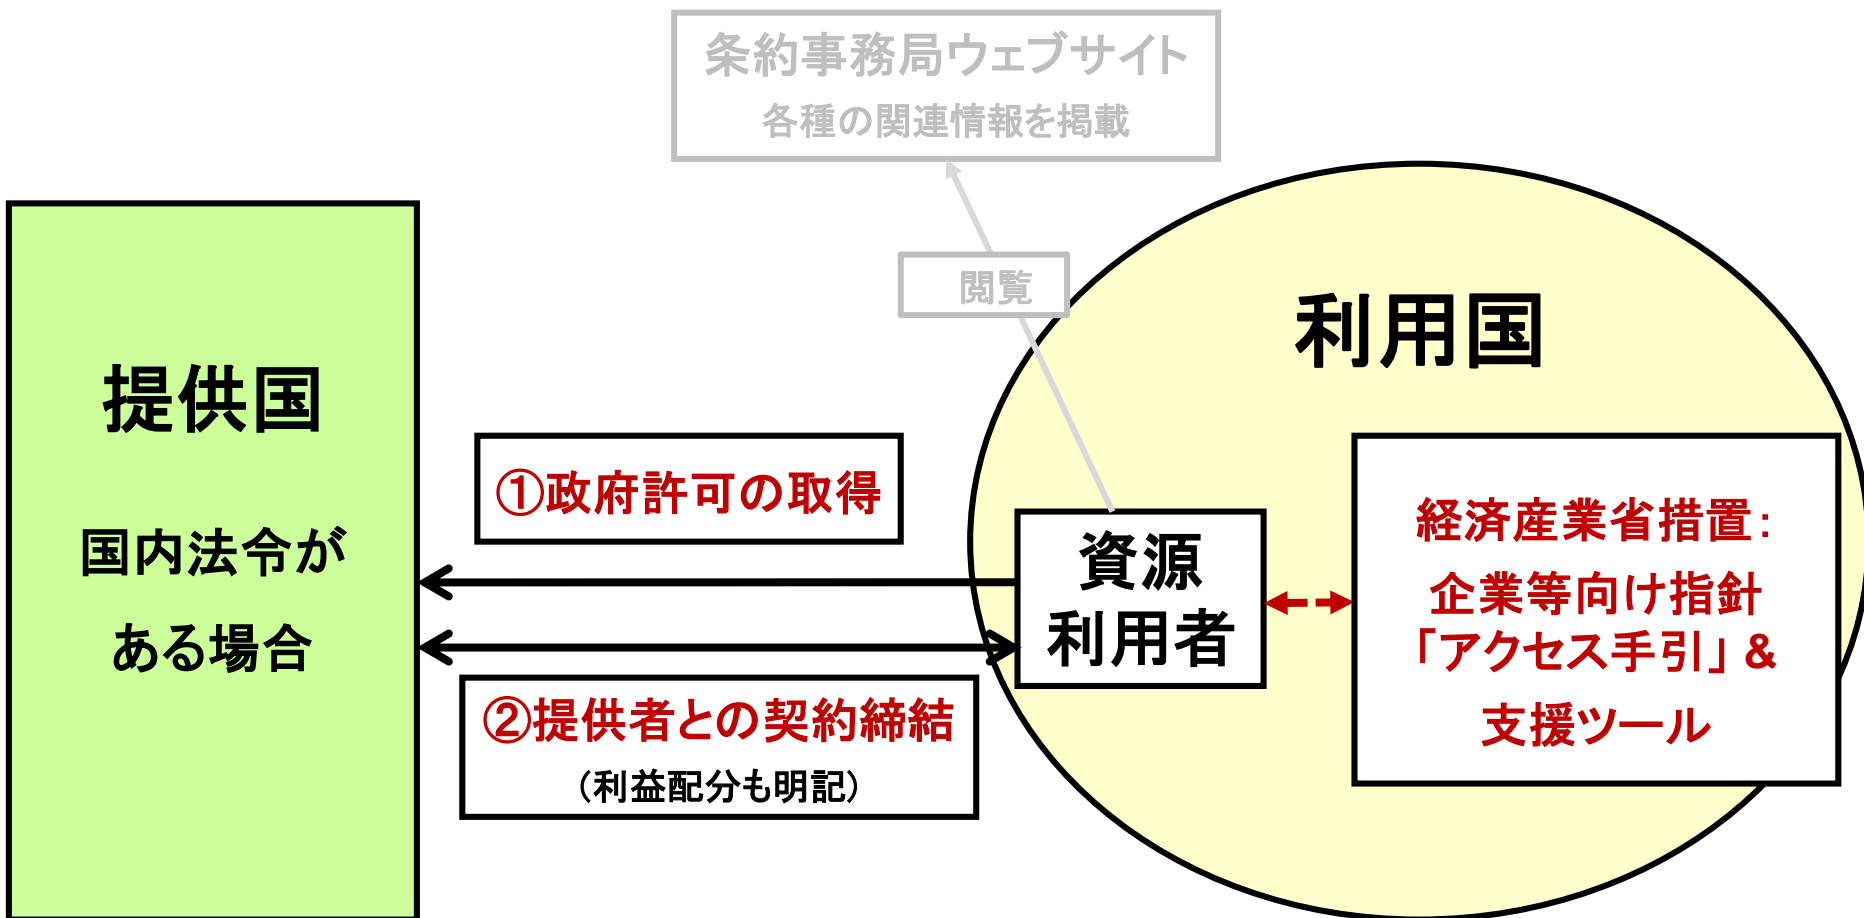 条約事務局ウェブサイト
各種の関連情報を掲載
閲覧
利用国
提供国
国内法令が
ある場合
①政府許可の取得
②提供者との契約締結
（利益配分も明記）
資源
利用者
経済産業省措置：
企業等向け指針
「アクセス手引」&
支援ツール